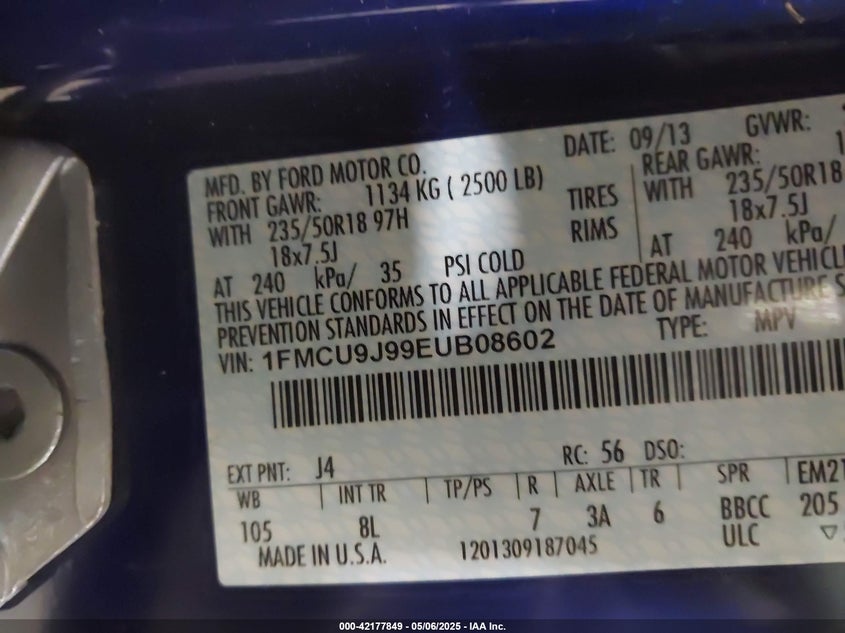 MFD. BY FORD MOTOR CO. DATE: 09/13 GVWR:
FRONT GAWR: 1134 KG ( 2500 LB) REAR GAWR:
WITH 235/50R18 97H TIRES WITH 235/50R18
18x7.5J RIMS 18x7.5J
AT 240 kPa/ 35 PSI COLD AT 240 kPa/
THIS VEHICLE CONFORMS TO ALL APPLICABLE FEDERAL MOTOR VEHICLE
PREVENTION STANDARDS IN EFFECT ON THE DATE OF MANUFACTURE
VIN: 1FMCU9J99EUB08602 TYPE: MPV
EXT PNT: J4 RC: 56 DSO:
WB INT TR TP/PS R AXLE TR SPR EM21
105 8L 7 3A 6 BBCC 205
ULC
MADE IN U.S.A. 1201309187045
000-42177849 - 05/06/2025 - IAA Inc.